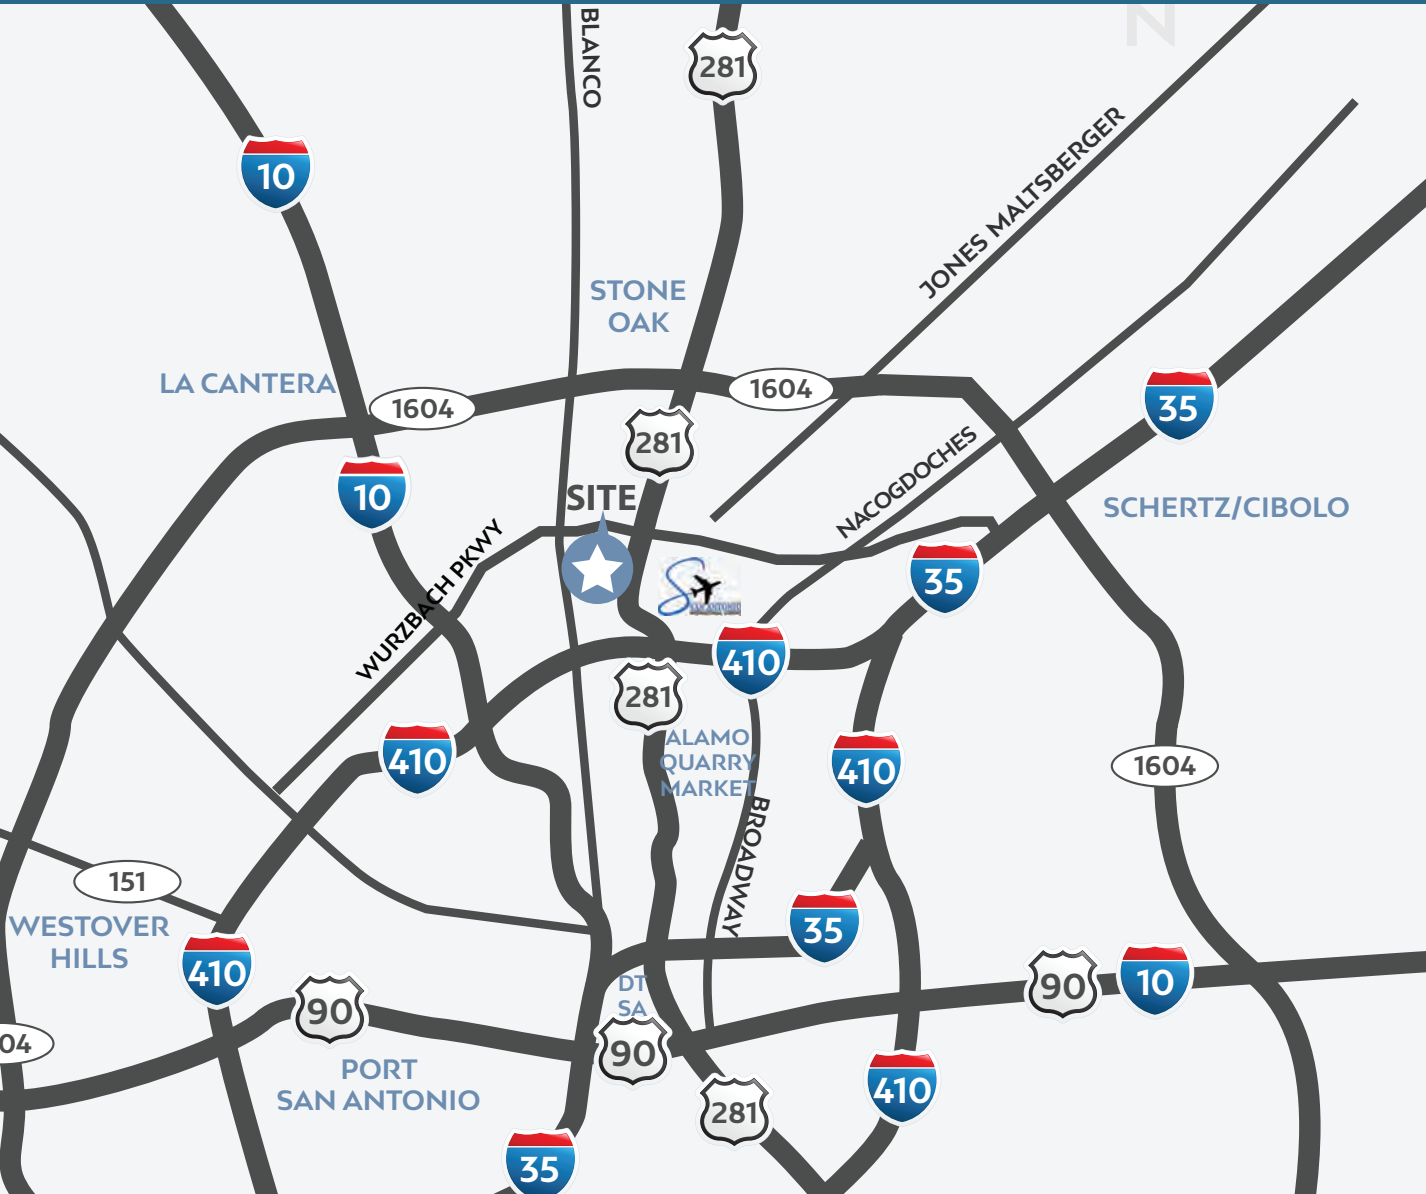 N
BLANCO
281
JONES MALTSBERGER
10
STONE
OAK
LA CANTERA
1604
1604
35
281
NACOGDOCHES
10
SITE
SCHERTZ/CIBOLO
WURZBACH PKWY
35
SAN ANTONIO
410
281
410
ALAMO
QUARRY
MARKET
410
1604
BROADWAY
151
WESTOVER
HILLS
35
410
DT
SA
90
10
90
04
90
PORT
SAN ANTONIO
410
281
35